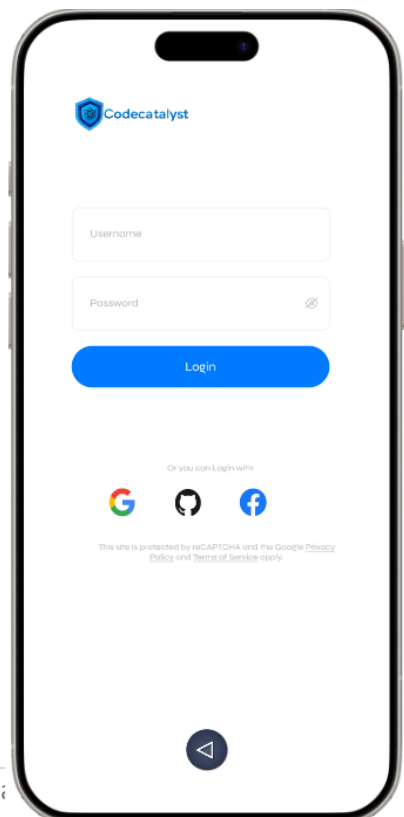 Codecatalyst
Username
Password
Login
Or you can Login with
This site is protected by reCAPTCHA and the Google Privacy
Policy and Terms of Service apply.